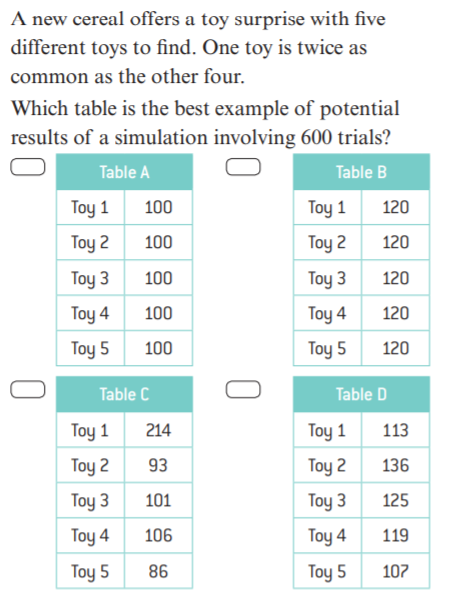 A new cereal offers a toy surprise with five
different toys to find. One toy is twice as
common as the other four.
Which table is the best example of potential
results of a simulation involving 600 trials?
Table A
Toy 1 100
Toy 2 100
Toy 3 100
Toy 4 100
Toy 5 100
Table B
Toy 1 120
Toy 2 120
Toy 3 120
Toy 4 120
Toy 5 120
Table C
Toy 1 214
Toy 2 93
Toy 3 101
Toy 4 106
Toy 5 86
Table D
Toy 1 113
Toy 2 136
Toy 3 125
Toy 4 119
Toy 5 107